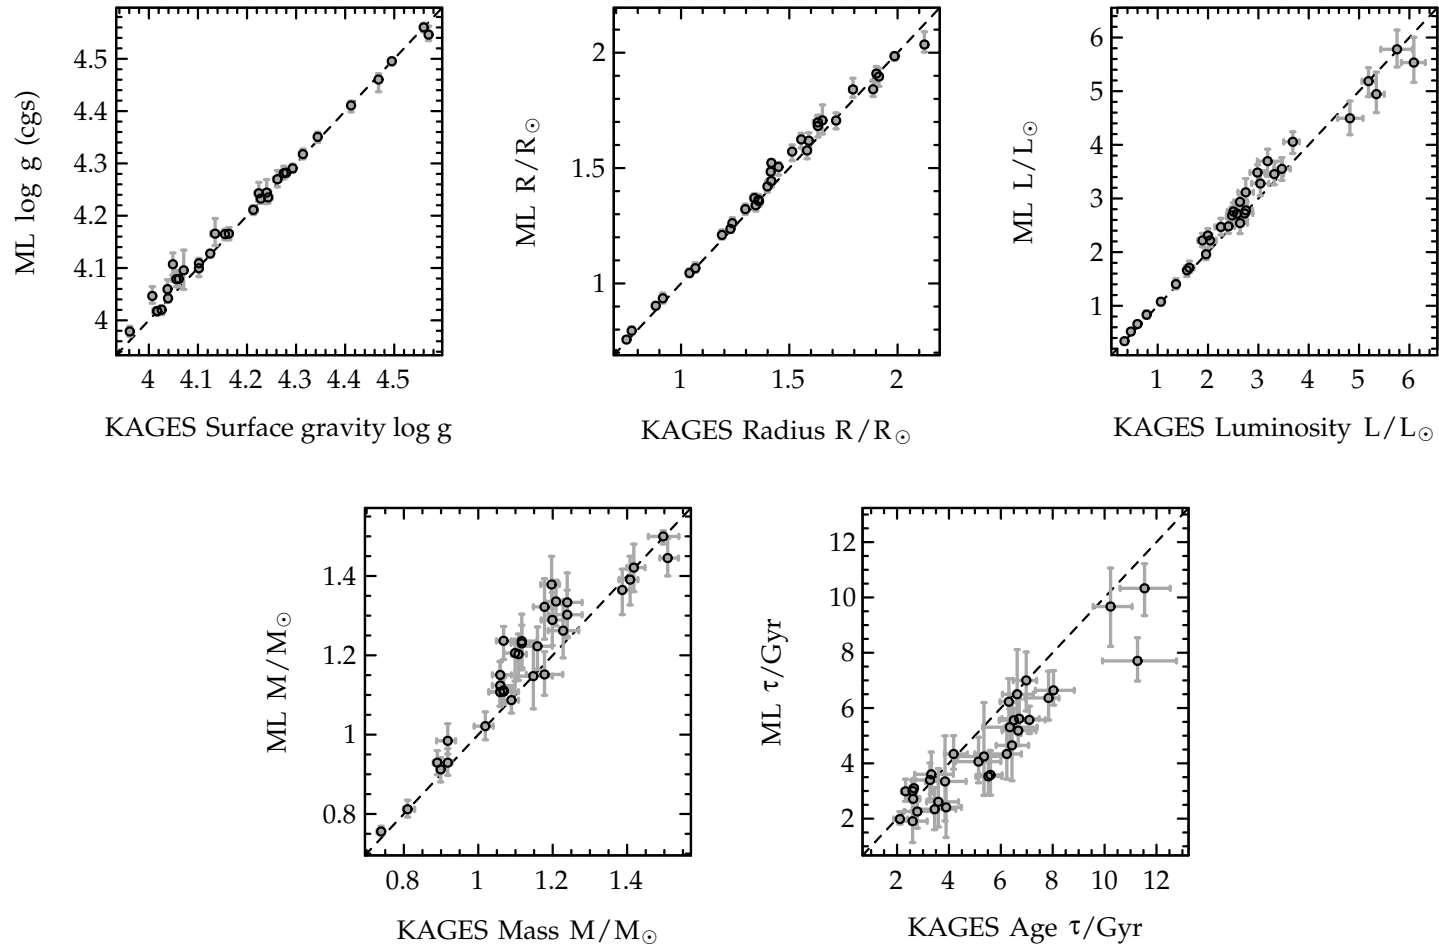 ML log g (cgs)
4.5
4.4
4.3
4.2
4.1
4
4 4.1 4.2 4.3 4.4 4.5
KAGES Surface gravity log g
ML R/R☉
2
1.5
1
1 1.5 2
KAGES Radius R/R☉
ML L/L☉
6
5
4
3
2
1
1 2 3 4 5 6
KAGES Luminosity L/L☉
ML M/M☉
1.4
1.2
1
0.8
0.8 1 1.2 1.4
KAGES Mass M/M☉
ML τ/Gyr
12
10
8
6
4
2
2 4 6 8 10 12
KAGES Age τ/Gyr